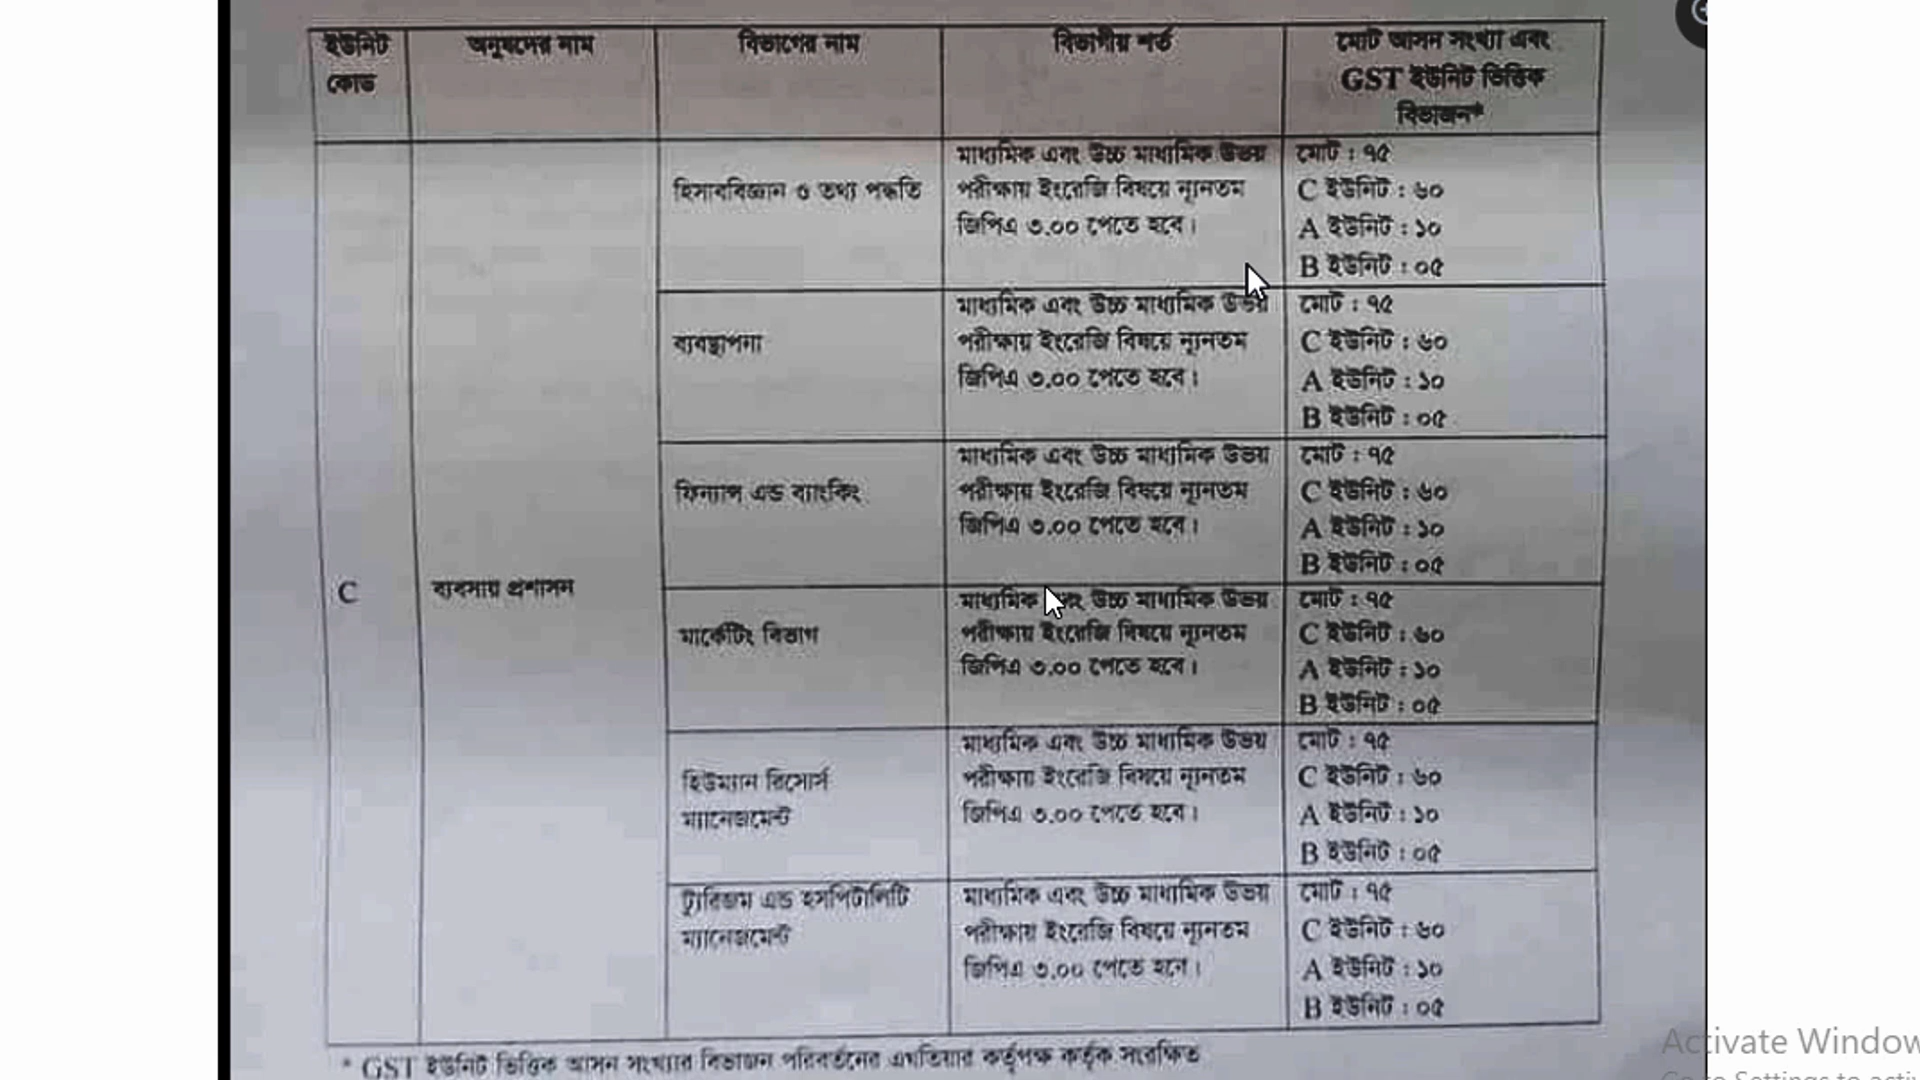 ইউনিট কোড
অনুষদের নাম
বিভাগের নাম
বিভাগীয় শর্ত
মোট আসন সংখ্যা এবং
GST ইউনিট ভিত্তিক
বিভাজন*
হিসাববিজ্ঞান ও তথ্য পদ্ধতি
মাধ্যমিক এবং উচ্চ মাধ্যমিক উভয়
পরীক্ষায় ইংরেজি বিষয়ে ন্যূনতম
জিপিএ ৩.০০ পেতে হবে।
মোট : ৭৫
C ইউনিট : ৬০
A ইউনিট : ১০
B ইউনিট : ০৫
ব্যবস্থাপনা
মাধ্যমিক এবং উচ্চ মাধ্যমিক উভয়
পরীক্ষায় ইংরেজি বিষয়ে ন্যূনতম
জিপিএ ৩.০০ পেতে হবে।
মোট : ৭৫
C ইউনিট : ৬০
A ইউনিট : ১০
B ইউনিট : ০৫
ফিন্যান্স এন্ড ব্যাংকিং
মাধ্যমিক এবং উচ্চ মাধ্যমিক উভয়
পরীক্ষায় ইংরেজি বিষয়ে ন্যূনতম
জিপিএ ৩.০০ পেতে হবে।
মোট : ৭৫
C ইউনিট : ৬০
A ইউনিট : ১০
B ইউনিট : ০৫
C
ব্যবসায় প্রশাসন
মার্কেটিং বিভাগ
মাধ্যমিক এবং উচ্চ মাধ্যমিক উভয়
পরীক্ষায় ইংরেজি বিষয়ে ন্যূনতম
জিপিএ ৩.০০ পেতে হবে।
মোট : ৭৫
C ইউনিট : ৬০
A ইউনিট : ১০
B ইউনিট : ০৫
হিউম্যান রিসোর্স
ম্যানেজমেন্ট
মাধ্যমিক এবং উচ্চ মাধ্যমিক উভয়
পরীক্ষায় ইংরেজি বিষয়ে ন্যূনতম
জিপিএ ৩.০০ পেতে হবে।
মোট : ৭৫
C ইউনিট : ৬০
A ইউনিট : ১০
B ইউনিট : ০৫
ট্যুরিজম এন্ড হসপিটালিটি
ম্যানেজমেন্ট
মাধ্যমিক এবং উচ্চ মাধ্যমিক উভয়
পরীক্ষায় ইংরেজি বিষয়ে ন্যূনতম
জিপিএ ৩.০০ পেতে হবে।
মোট : ৭৫
C ইউনিট : ৬০
A ইউনিট : ১০
B ইউনিট : ০৫
* GST ইউনিট ভিত্তিক আসন সংখ্যার বিভাজন পরিবর্তনের এখতিয়ার কর্তৃপক্ষ কর্তৃক সংরক্ষিত
Activate Window